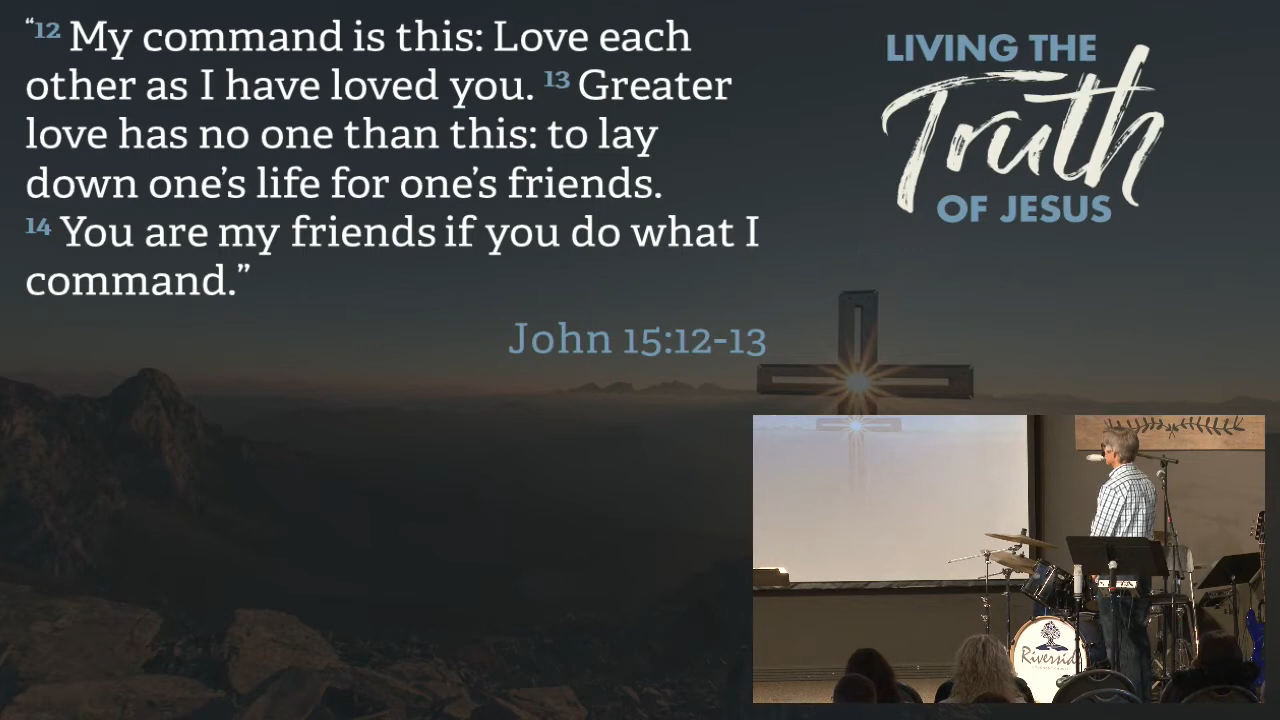 “12 My command is this: Love each
other as I have loved you. 13 Greater
love has no one than this: to lay
down one’s life for one’s friends.
14 You are my friends if you do what I
command.”
John 15:12-13
LIVING THE
Truth
OF JESUS
Riverside